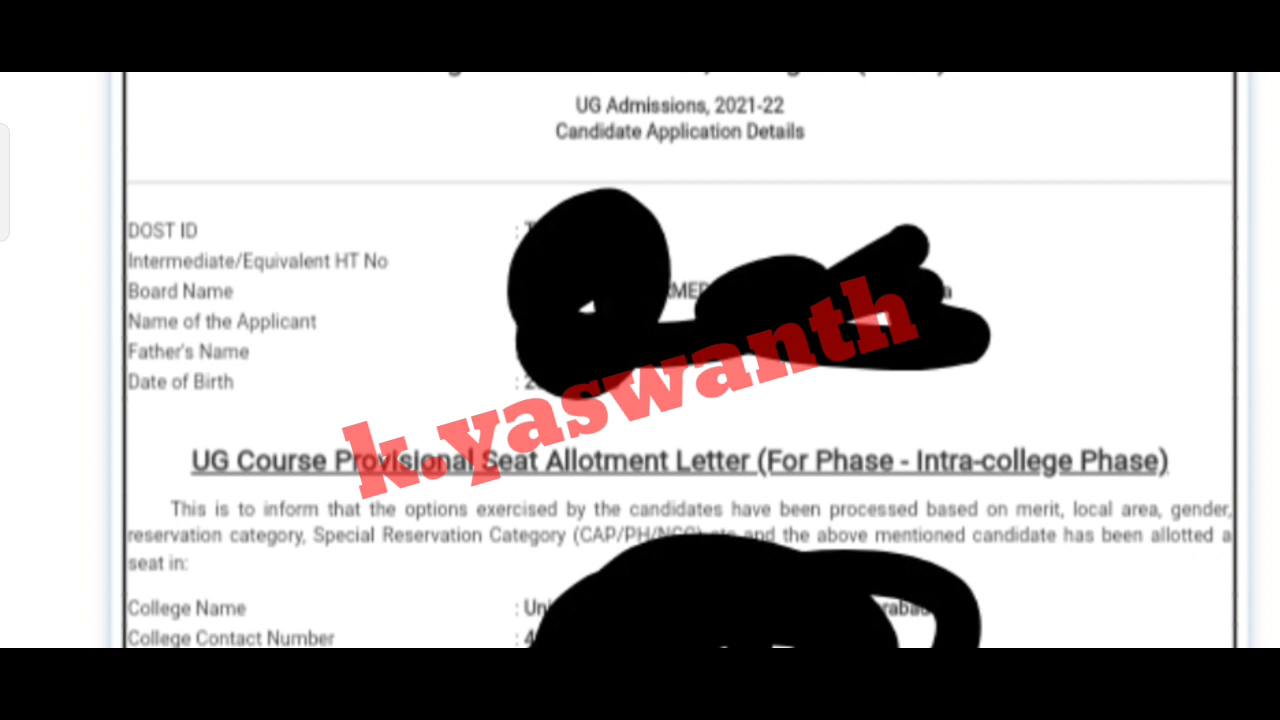 UG Admissions, 2021-22
Candidate Application Details
DOST ID :
Intermediate/Equivalent HT No
Board Name
Name of the Applicant
Father's Name
Date of Birth : 2
k.yaswanth
UG Course Provisional Seat Allotment Letter (For Phase - Intra-college Phase)
This is to inform that the options exercised by the candidates have been processed based on merit, local area, gender,
reservation category, Special Reservation Category (CAP/PH/NCC) etc and the above mentioned candidate has been allotted a
seat in:
College Name :
College Contact Number : 4